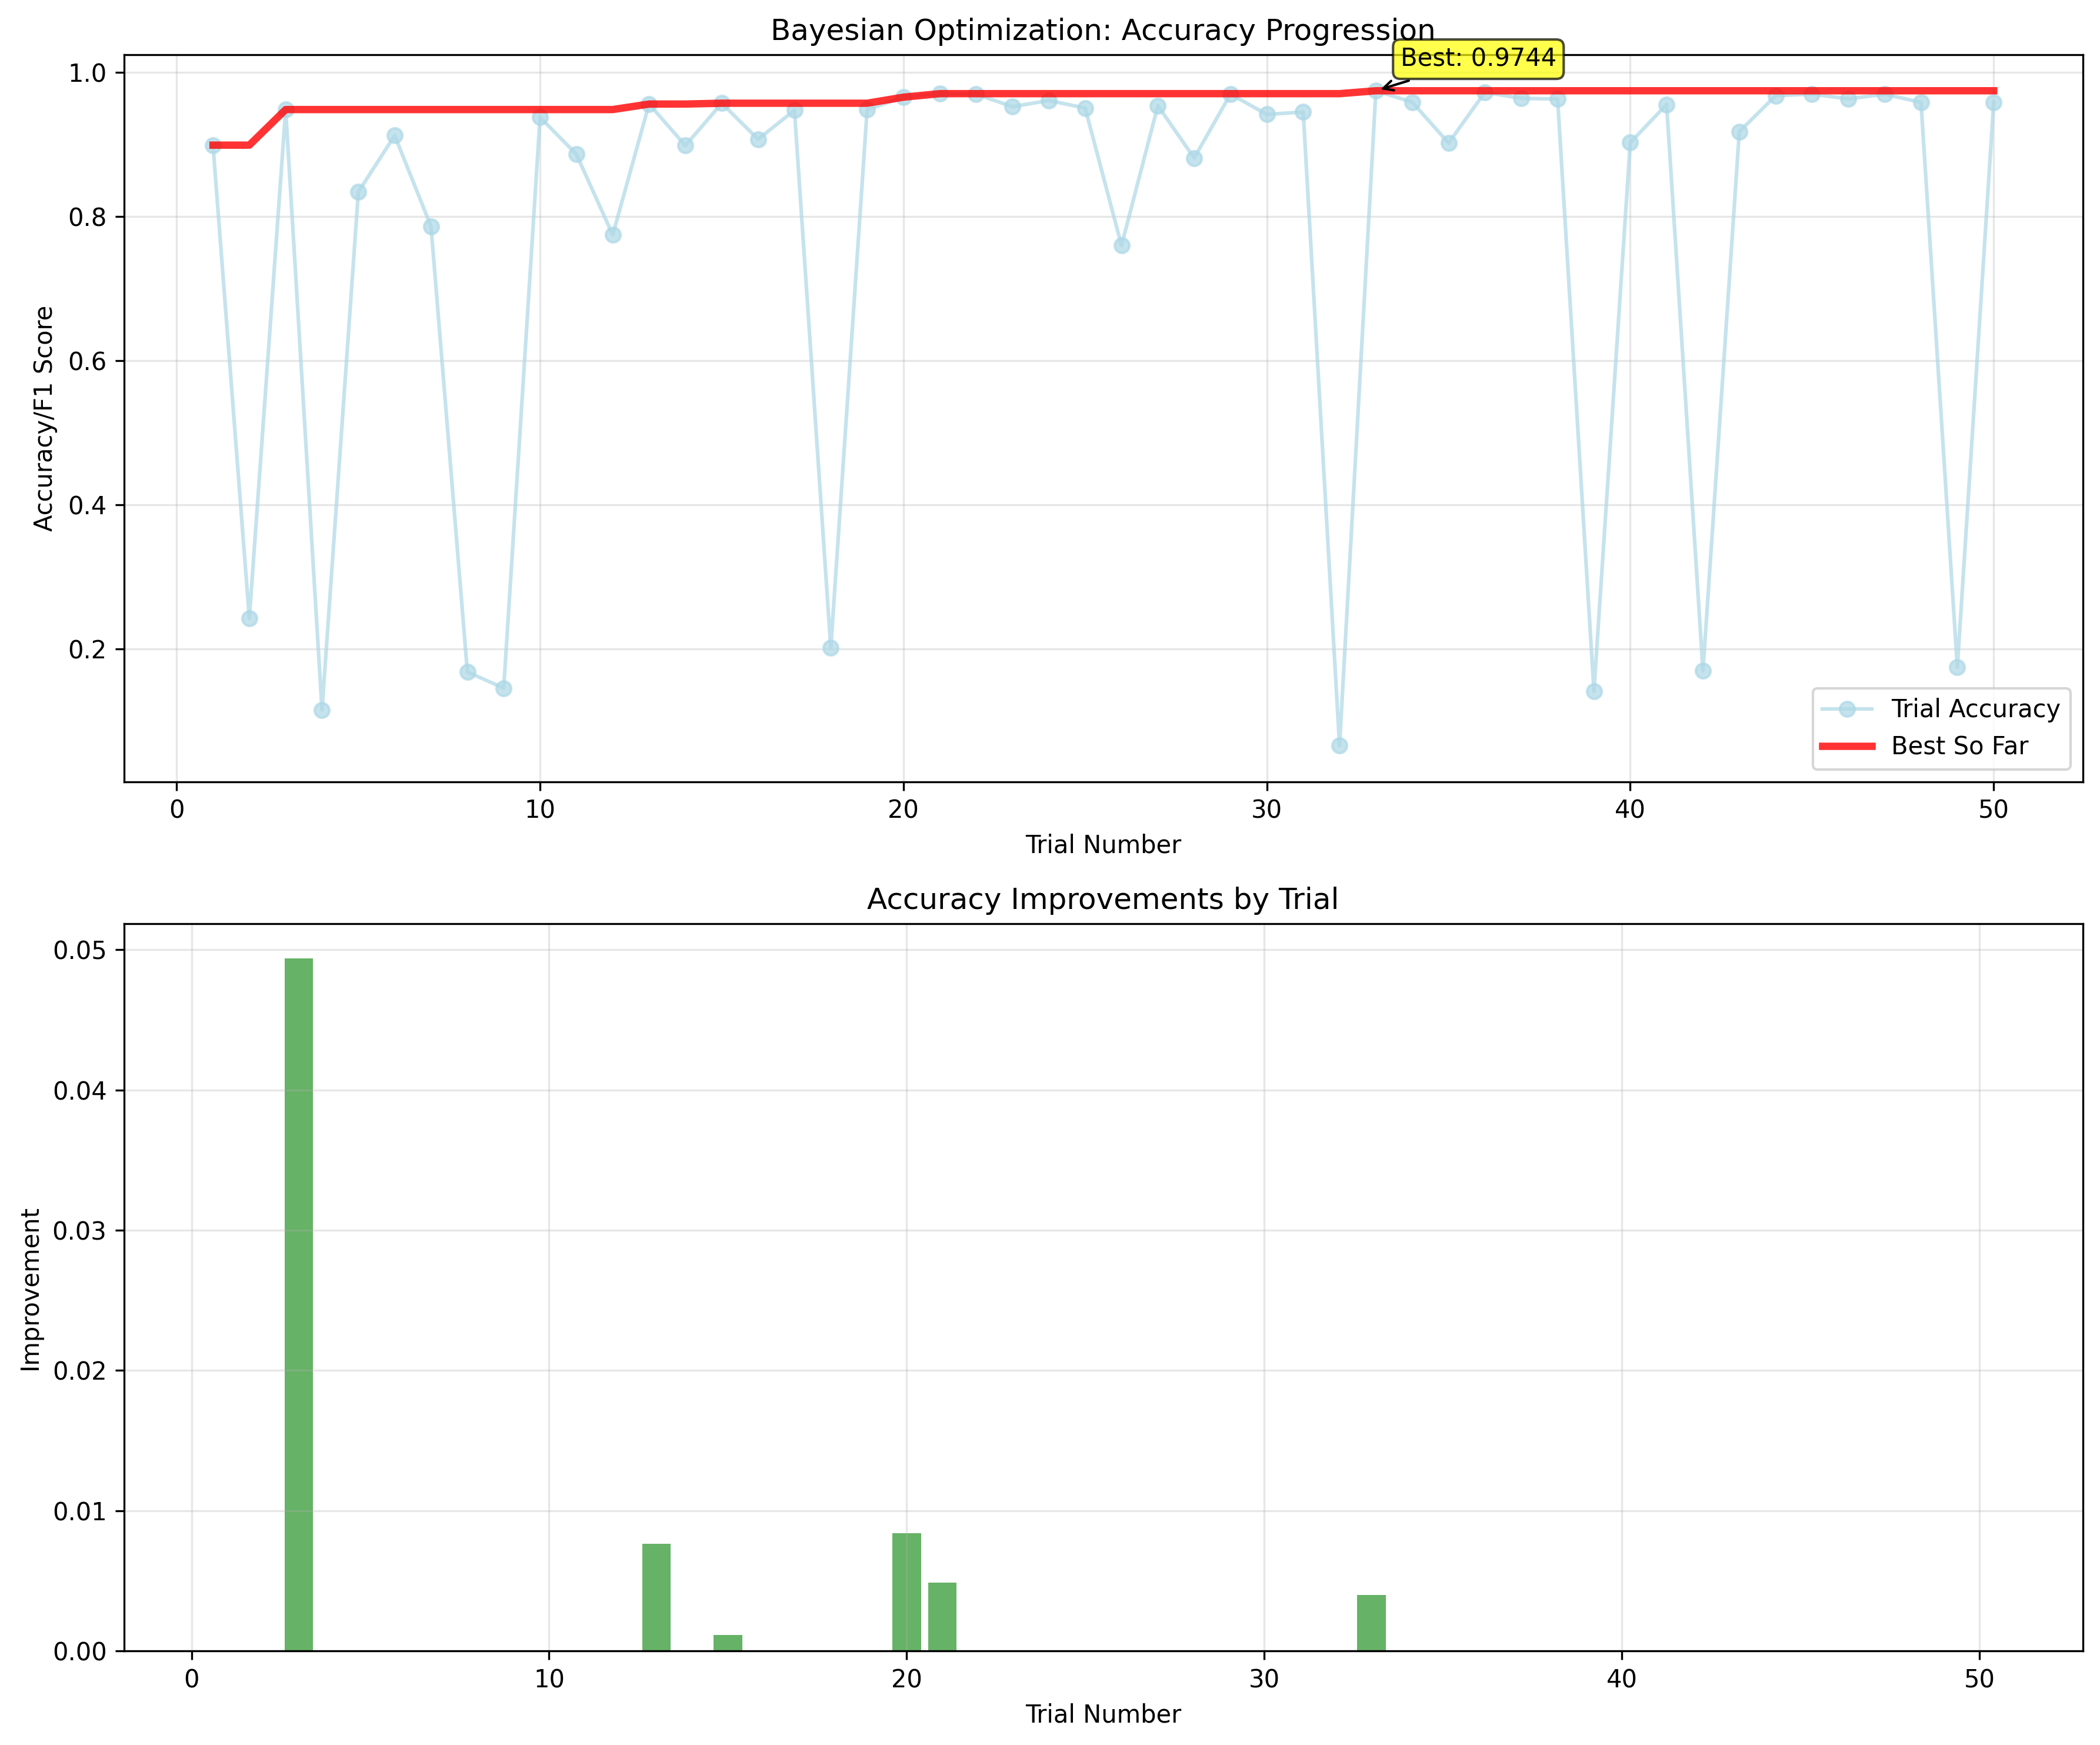 Bayesian Optimization: Accuracy Progression
Best: 0.9744
1.0
0.8
0.6
0.4
0.2
Accuracy/F1 Score
Trial Accuracy
Best So Far
0 10 20 30 40 50
Trial Number
Accuracy Improvements by Trial
0.05
0.04
0.03
0.02
0.01
0.00
Improvement
0 10 20 30 40 50
Trial Number